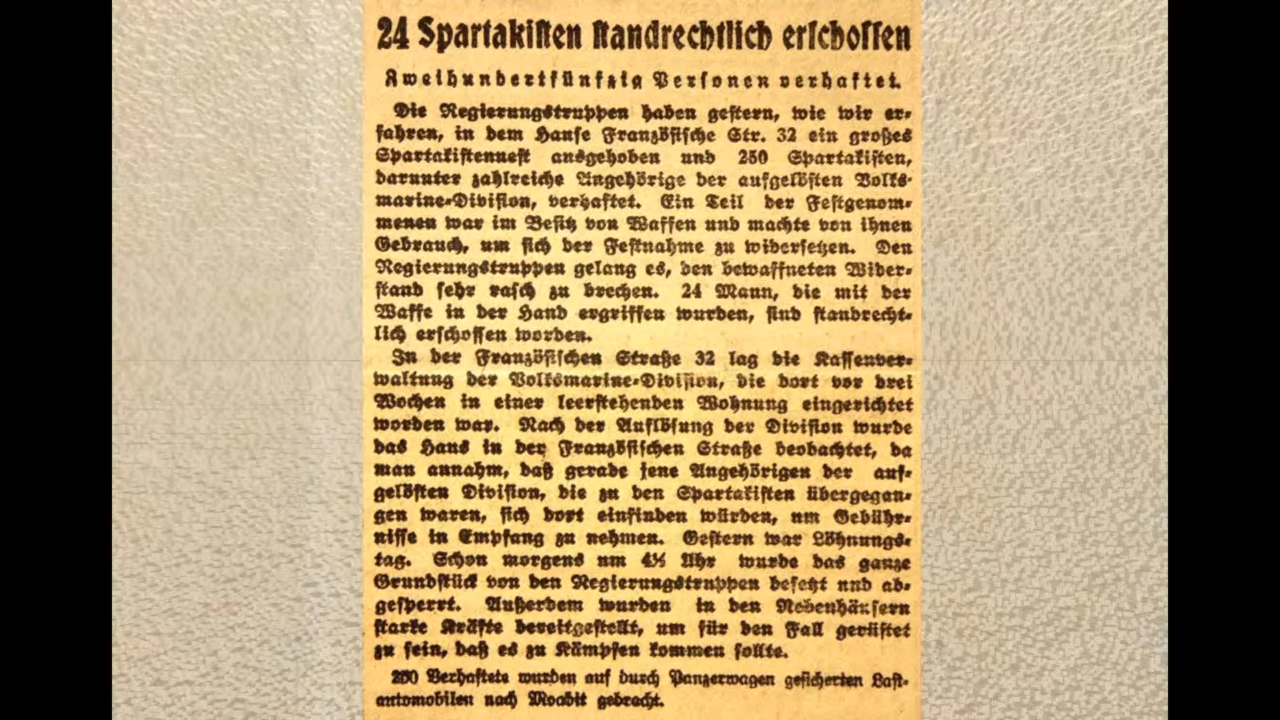 24 Spartakisten standrechtlich erschossen
Zweihundertfünfzig Personen verhaftet.
Die Regierungstruppen haben gestern, wie wir er-
fahren, in dem Hause Französische Str. 32 ein großes
Spartakistennest ausgehoben und 250 Spartakisten,
darunter zahlreiche Angehörige der aufgelösten Volks-
marine-Division, verhaftet. Ein Teil der Festgenom-
menen war im Besitz von Waffen und machte von ihnen
Gebrauch, um sich der Festnahme zu widersetzen. Den
Regierungstruppen gelang es, den bewaffneten Wider-
stand sehr rasch zu brechen. 24 Mann, die mit der
Waffe in der Hand ergriffen wurden, sind standrecht-
lich erschossen worden.
In der Französischen Straße 32 lag die Kassenver-
waltung der Volksmarine-Division, die dort vor drei
Wochen in einer leerstehenden Wohnung eingerichtet
worden war. Nach der Auflösung der Division wurde
das Haus in der Französischen Straße beobachtet, da
man annahm, daß gerade jene Angehörigen der auf-
gelösten Division, die zu den Spartakisten übergegan-
gen waren, sich dort einfinden würden, um Gebühr-
nisse in Empfang zu nehmen. Gestern war Löhnungs-
tag. Schon morgens um 4½ Uhr wurde das ganze
Grundstück von den Regierungstruppen besetzt und ab-
gesperrt. Außerdem wurden in den Nebenhäusern
starke Kräfte bereitgestellt, um für den Fall gerüstet
zu sein, daß es zu Kämpfen kommen sollte.
250 Verhaftete wurden auf durch Panzerwagen gesicherten Last-
automobilen nach Moabit gebracht.